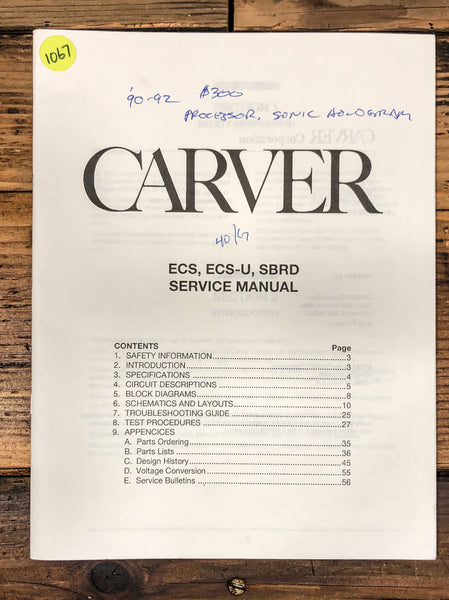 1067
'90-92 $300
PROCESSOR, SONIC HOLOGRAM
CARVER
40/G
ECS, ECS-U, SBRD
SERVICE MANUAL
CONTENTS Page
1. SAFETY INFORMATION 3
2. INTRODUCTION 3
3. SPECIFICATIONS 4
4. CIRCUIT DESCRIPTIONS 5
5. BLOCK DIAGRAMS 8
6. SCHEMATICS AND LAYOUTS 10
7. TROUBLESHOOTING GUIDE 25
8. TEST PROCEDURES 27
9. APPENCICES
A. Parts Ordering 35
B. Parts Lists 36
C. Design History 45
D. Voltage Conversion 55
E. Service Bulletins 56